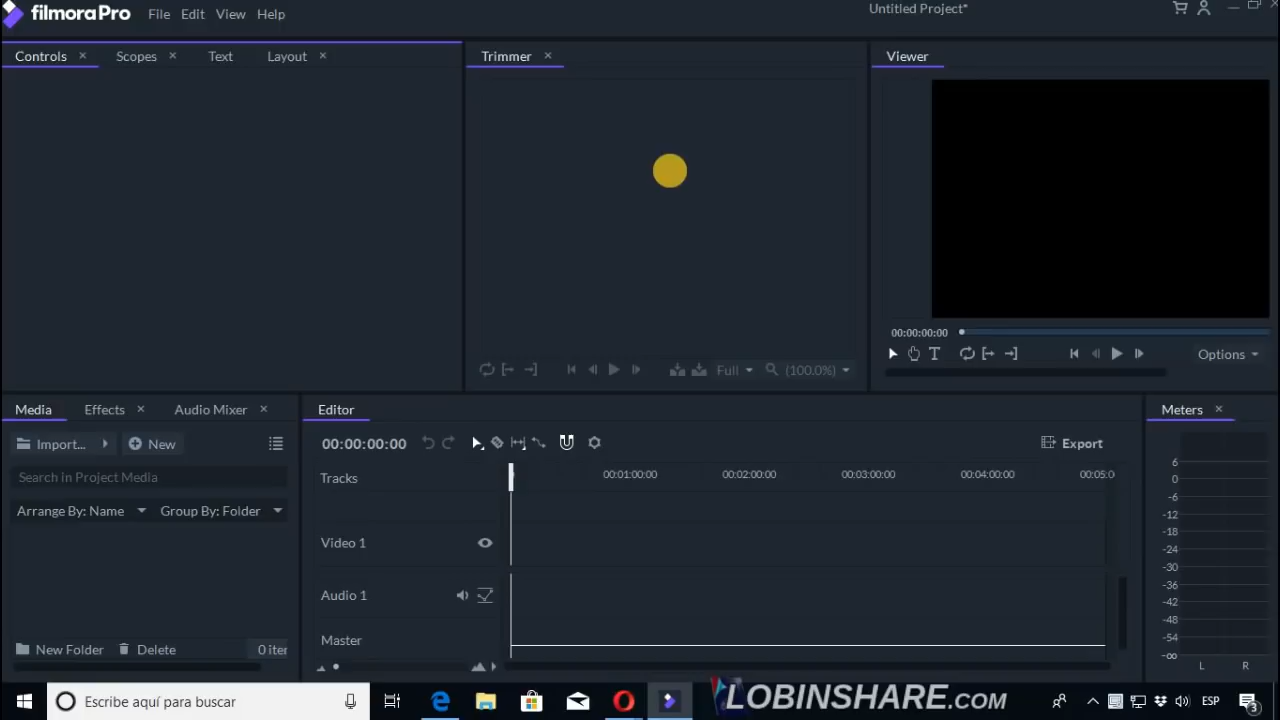 filmoraPro File Edit View Help Untitled Project*
Controls Scopes Text Layout Trimmer Viewer
00:00:00:00
Full (100.0%) Options
Media Effects Audio Mixer Editor Meters
Import... New 00:00:00:00 Export
Search in Project Media Tracks 00:01:00:00 00:02:00:00 00:03:00:00 00:04:00:00 00:05:0
Arrange By: Name Group By: Folder
Video 1
Audio 1
Master
New Folder Delete 0 iter
6
0
-6
-12
-18
-24
-30
-36
-42
-48
-54
-∞
L R
Escribe aquí para buscar LOBINSHARE.COM ESP 3